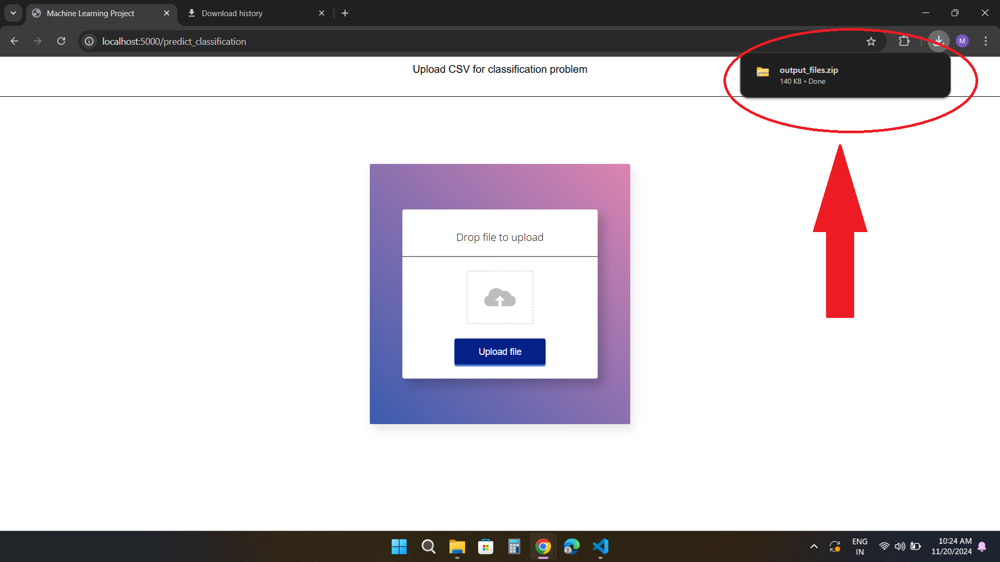 Machine Learning Project
Download history
localhost:5000/predict_classification
M
Upload CSV for classification problem
output_files.zip
140 KB • Done
Drop file to upload
Upload file
ENG
IN
10:24 AM
11/20/2024